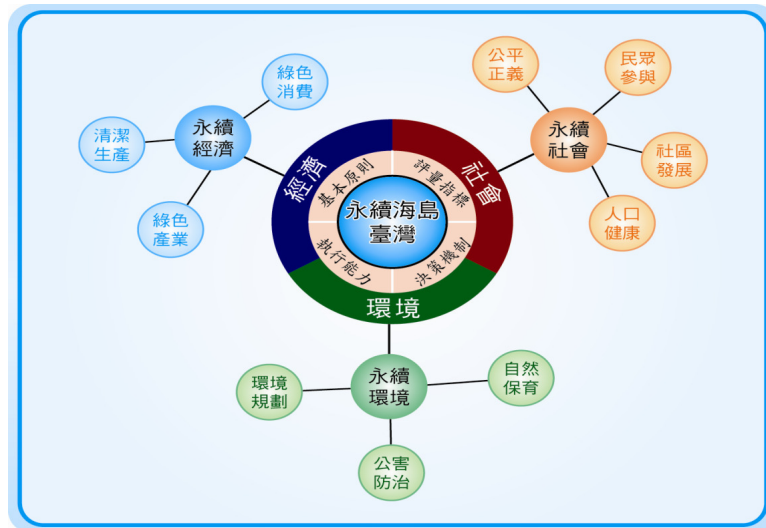 綠色
消費
清潔
生產
永續
經濟
綠色
產業
公平
正義
民眾
參與
永續
社會
社區
發展
人口
健康
經濟
社會
環境
基本原則
評量指標
執行能力
決策機制
永續海島
臺灣
永續
環境
環境
規劃
自然
保育
公害
防治